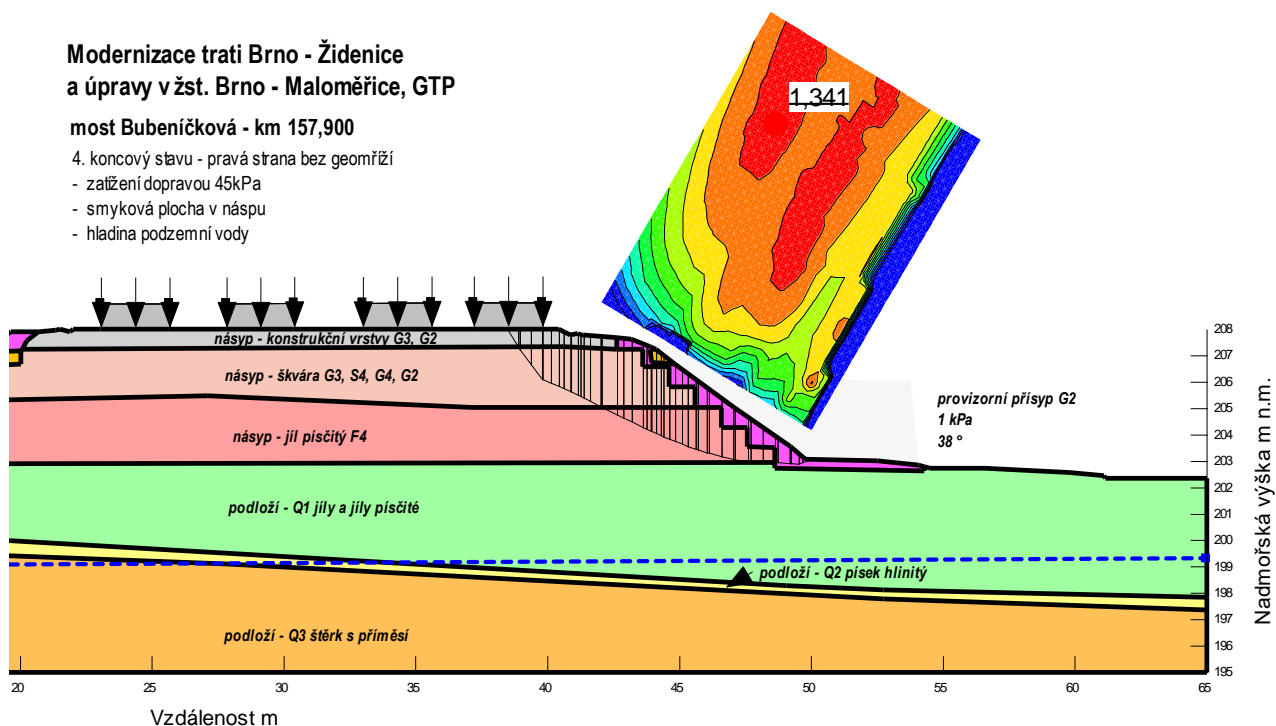 Modernizace trati Brno - Židenice
a úpravy v žst. Brno - Maloměřice, GTP
most Bubeníčková - km 157,900
4. koncový stavu - pravá strana bez geomříží
- zatížení dopravou 45kPa
- smyková plocha v náspu
- hladina podzemní vody
1,341
násyp - konstrukční vrstvy G3, G2
násyp - škvára G3, S4, G4, G2
násyp - jíl písčitý F4
provizorní přísyp G2
1 kPa
38 °
podloží - Q1 jíly a jíly písčité
podloží - Q2 písek hlinitý
podloží - Q3 štěrk s příměsí
208
207
206
205
204
203
202
201
200
199
198
197
196
195
Nadmořská výška m n.m.
20 25 30 35 40 45 50 55 60 65
Vzdálenost m